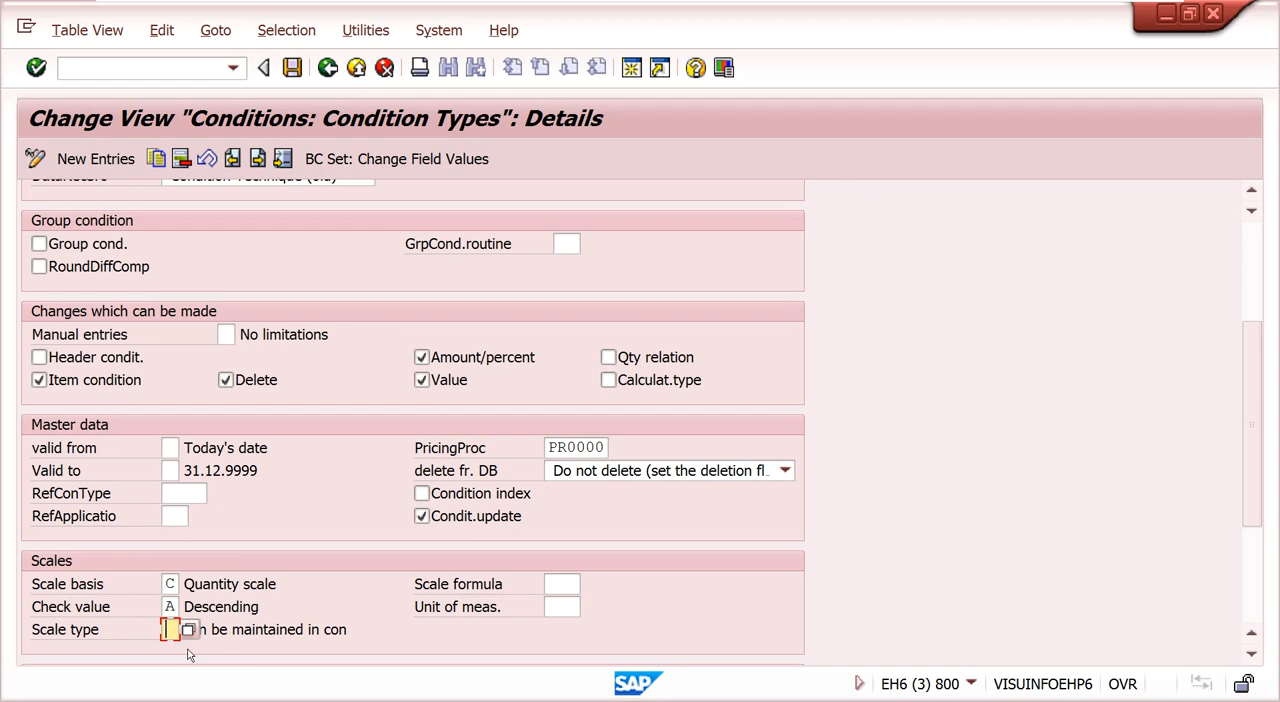 Table View Edit Goto Selection Utilities System Help
Change View "Conditions: Condition Types": Details
New Entries BC Set: Change Field Values
Group condition
Group cond. GrpCond.routine
RoundDiffComp
Changes which can be made
Manual entries No limitations
Header condit. Amount/percent Qty relation
Item condition Delete Value Calculat.type
Master data
valid from Today's date PricingProc PR0000
Valid to 31.12.9999 delete fr. DB Do not delete (set the deletion fl
RefConType Condition index
RefApplicatio Condit.update
Scales
Scale basis C Quantity scale Scale formula
Check value A Descending Unit of meas.
Scale type be maintained in con
SAP EH6 (3) 800 VISUINFOEHP6 OVR